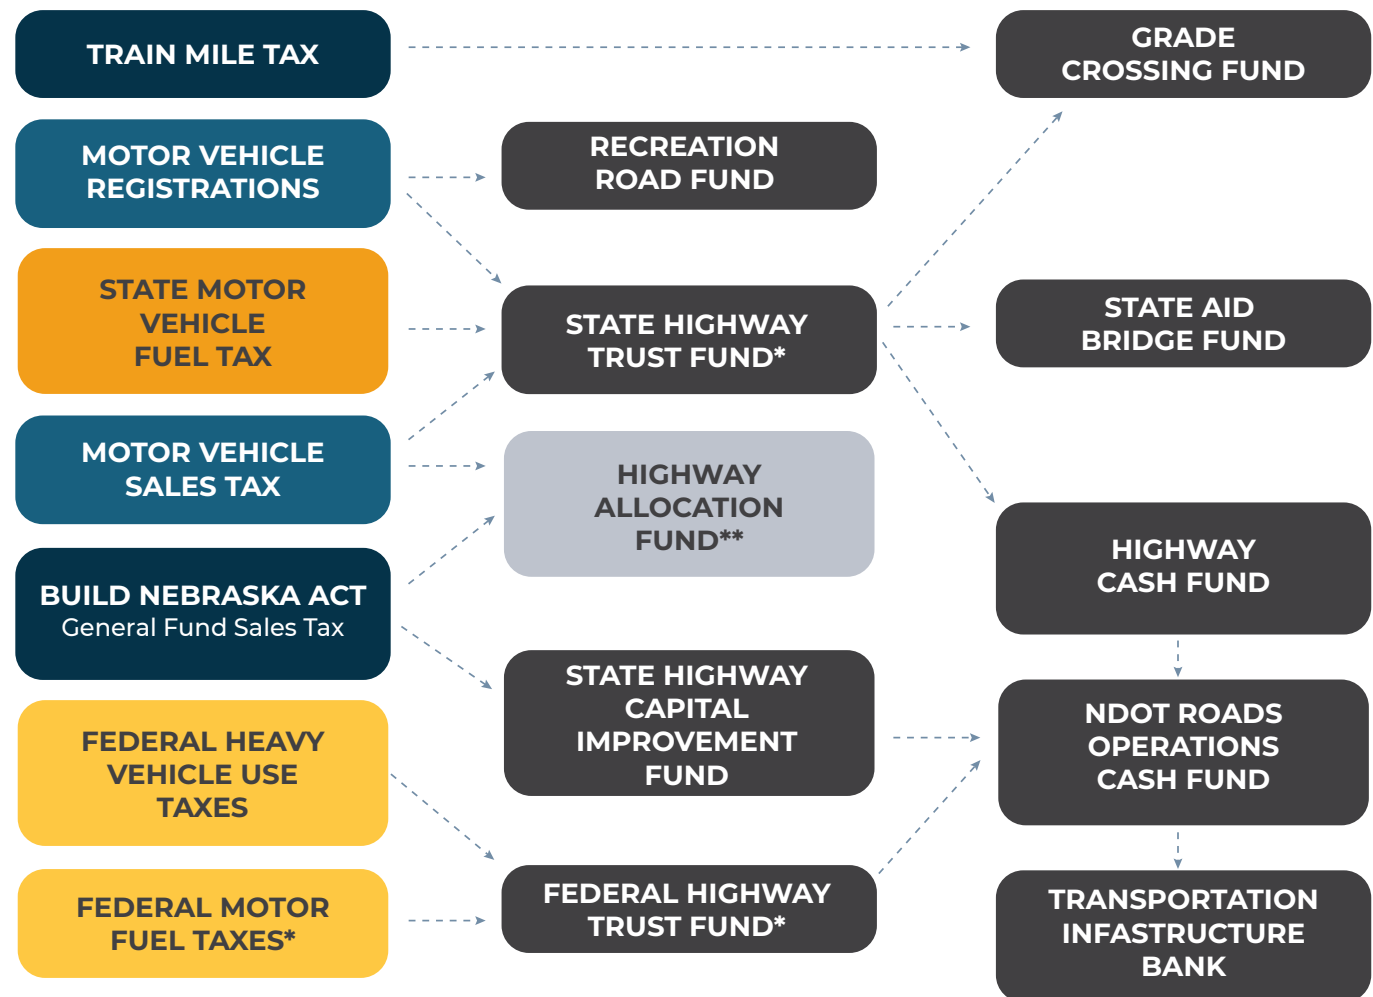 TRAIN MILE TAX
GRADE
CROSSING FUND
MOTOR VEHICLE
REGISTRATIONS
RECREATION
ROAD FUND
STATE MOTOR
VEHICLE
FUEL TAX
STATE HIGHWAY
TRUST FUND*
STATE AID
BRIDGE FUND
MOTOR VEHICLE
SALES TAX
HIGHWAY
ALLOCATION
FUND**
HIGHWAY
CASH FUND
BUILD NEBRASKA ACT
General Fund Sales Tax
STATE HIGHWAY
CAPITAL
IMPROVEMENT
FUND
NDOT ROADS
OPERATIONS
CASH FUND
FEDERAL HEAVY
VEHICLE USE
TAXES
FEDERAL MOTOR
FUEL TAXES*
FEDERAL HIGHWAY
TRUST FUND*
TRANSPORTATION
INFASTRUCTURE
BANK